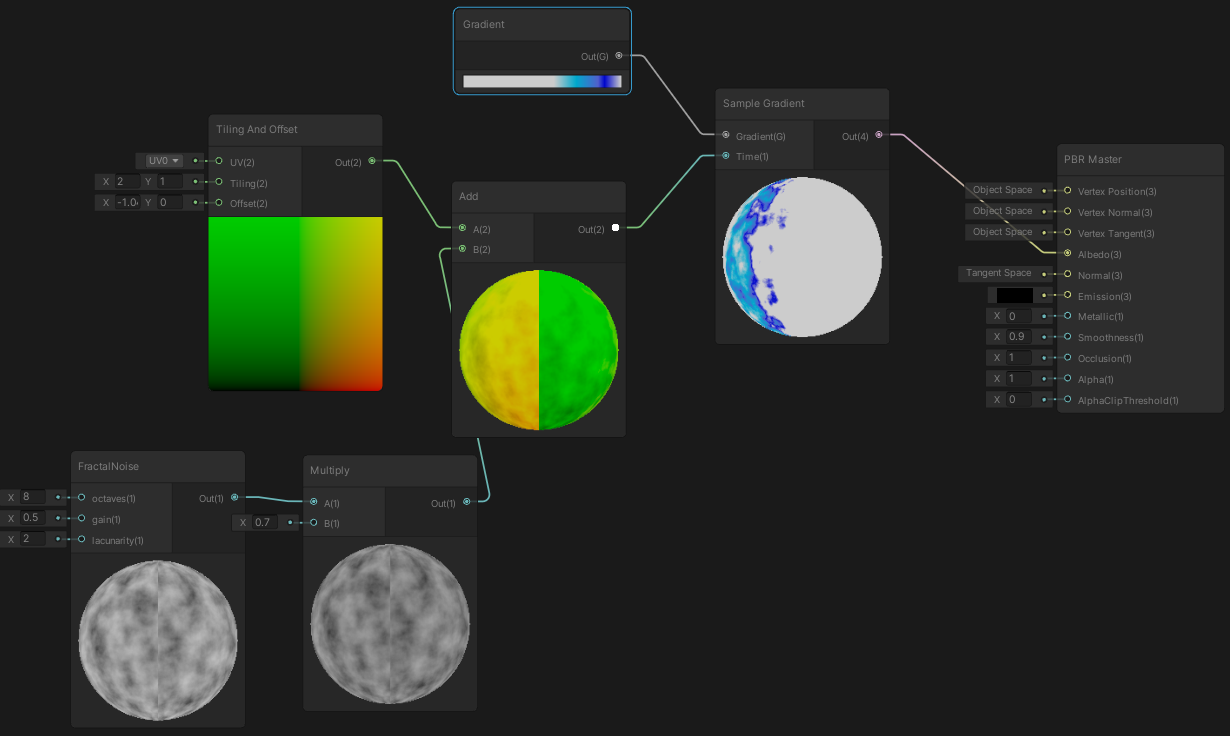 Gradient
Out(G)
Sample Gradient
Gradient(G) Out(4)
Time(1)
Tiling And Offset
UV0 UV(2) Out(2)
X 2 Y 1 Tiling(2)
X -1.0 Y 0 Offset(2)
Add
A(2) Out(2)
B(2)
PBR Master
Object Space Vertex Position(3)
Object Space Vertex Normal(3)
Object Space Vertex Tangent(3)
Albedo(3)
Tangent Space Normal(3)
Emission(3)
X 0 Metallic(1)
X 0.9 Smoothness(1)
X 1 Occlusion(1)
X 1 Alpha(1)
X 0 AlphaClipThreshold(1)
FractalNoise
X 8 octaves(1) Out(1)
X 0.5 gain(1)
X 2 lacunarity(1)
Multiply
A(1) Out(1)
X 0.7 B(1)